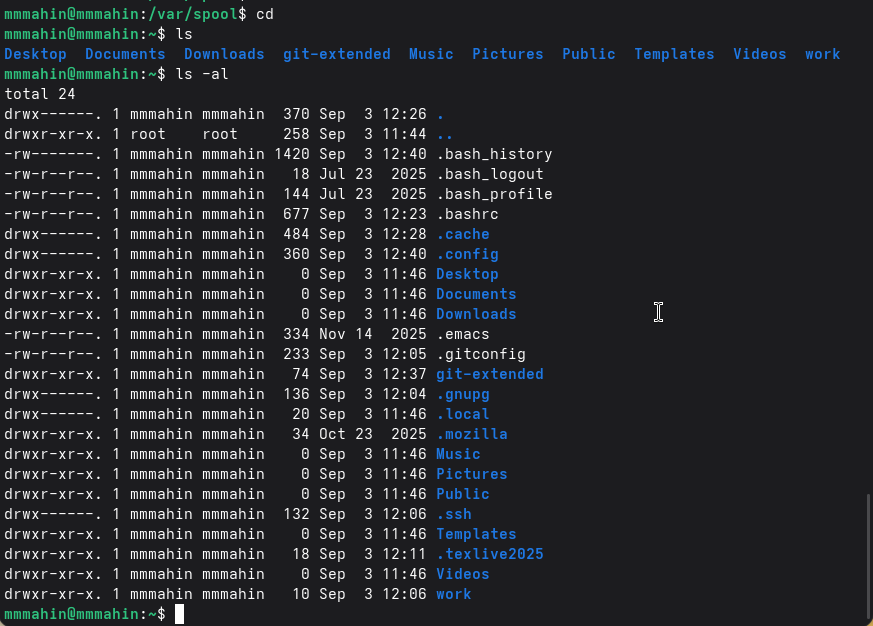 mmmahin@mmmahin:/var/spool$ cd
mmmahin@mmmahin:~$ ls
Desktop  Documents  Downloads  git-extended  Music  Pictures  Public  Templates  Videos  work
mmmahin@mmmahin:~$ ls -al
total 24
drwx------. 1 mmmahin mmmahin  370 Sep  3 12:26 .
drwxr-xr-x. 1 root    root     258 Sep  3 11:44 ..
-rw-------. 1 mmmahin mmmahin 1420 Sep  3 12:40 .bash_history
-rw-r--r--. 1 mmmahin mmmahin   18 Jul 23  2025 .bash_logout
-rw-r--r--. 1 mmmahin mmmahin  144 Jul 23  2025 .bash_profile
-rw-r--r--. 1 mmmahin mmmahin  677 Sep  3 12:23 .bashrc
drwx------. 1 mmmahin mmmahin  484 Sep  3 12:28 .cache
drwx------. 1 mmmahin mmmahin  360 Sep  3 12:40 .config
drwxr-xr-x. 1 mmmahin mmmahin    0 Sep  3 11:46 Desktop
drwxr-xr-x. 1 mmmahin mmmahin    0 Sep  3 11:46 Documents
drwxr-xr-x. 1 mmmahin mmmahin    0 Sep  3 11:46 Downloads
-rw-r--r--. 1 mmmahin mmmahin  334 Nov 14  2025 .emacs
-rw-r--r--. 1 mmmahin mmmahin  233 Sep  3 12:05 .gitconfig
drwxr-xr-x. 1 mmmahin mmmahin   74 Sep  3 12:37 git-extended
drwx------. 1 mmmahin mmmahin  136 Sep  3 12:04 .gnupg
drwx------. 1 mmmahin mmmahin   20 Sep  3 11:46 .local
drwxr-xr-x. 1 mmmahin mmmahin   34 Oct 23  2025 .mozilla
drwxr-xr-x. 1 mmmahin mmmahin    0 Sep  3 11:46 Music
drwxr-xr-x. 1 mmmahin mmmahin    0 Sep  3 11:46 Pictures
drwxr-xr-x. 1 mmmahin mmmahin    0 Sep  3 11:46 Public
drwx------. 1 mmmahin mmmahin  132 Sep  3 12:06 .ssh
drwxr-xr-x. 1 mmmahin mmmahin    0 Sep  3 11:46 Templates
drwxr-xr-x. 1 mmmahin mmmahin   18 Sep  3 12:11 .texlive2025
drwxr-xr-x. 1 mmmahin mmmahin    0 Sep  3 11:46 Videos
drwxr-xr-x. 1 mmmahin mmmahin   10 Sep  3 12:06 work
mmmahin@mmmahin:~$